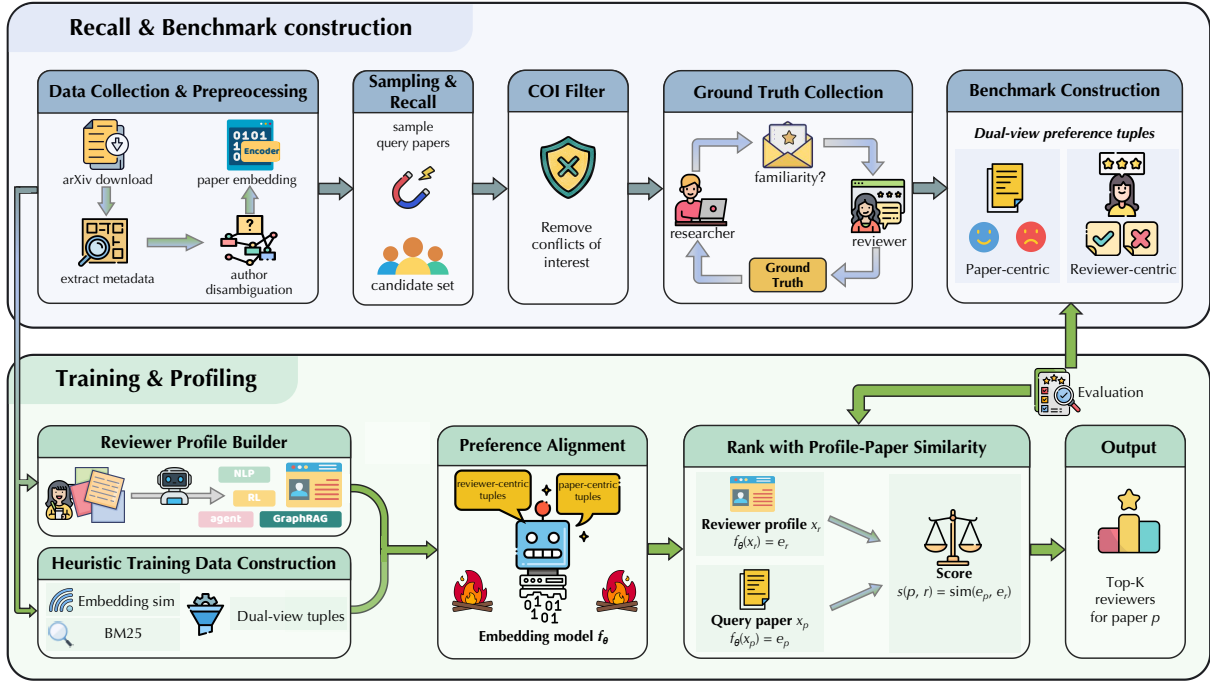 Recall & Benchmark construction
Data Collection & Prepreocessing
arXiv download
0101
1
0
Encoder
paper embedding
extract metadata
?
author
disambiguation
Sampling &
Recall
sample
query papers
candidate set
COI Filter
Remove
conflicts of
interest
Ground Truth Collection
familiarity?
researcher
reviewer
Ground
Truth
Benchmark Construction
Dual-view preference tuples
Paper-centric
Reviewer-centric
Training & Profiling
Evaluation
Reviewer Profile Builder
NLP
RL
agent
GraphRAG
Heuristic Training Data Construction
Embedding sim
BM25
Dual-view tuples
Preference Alignment
reviewer-centric
tuples
paper-centric
tuples
0101
101
Embedding model fθ
Rank with Profile-Paper Similarity
Reviewer profile xr
fθ(xr) = er
Query paper xp
fθ(xp) = ep
Score
s(p, r) = sim(ep, er)
Output
Top-K
reviewers
for paper p